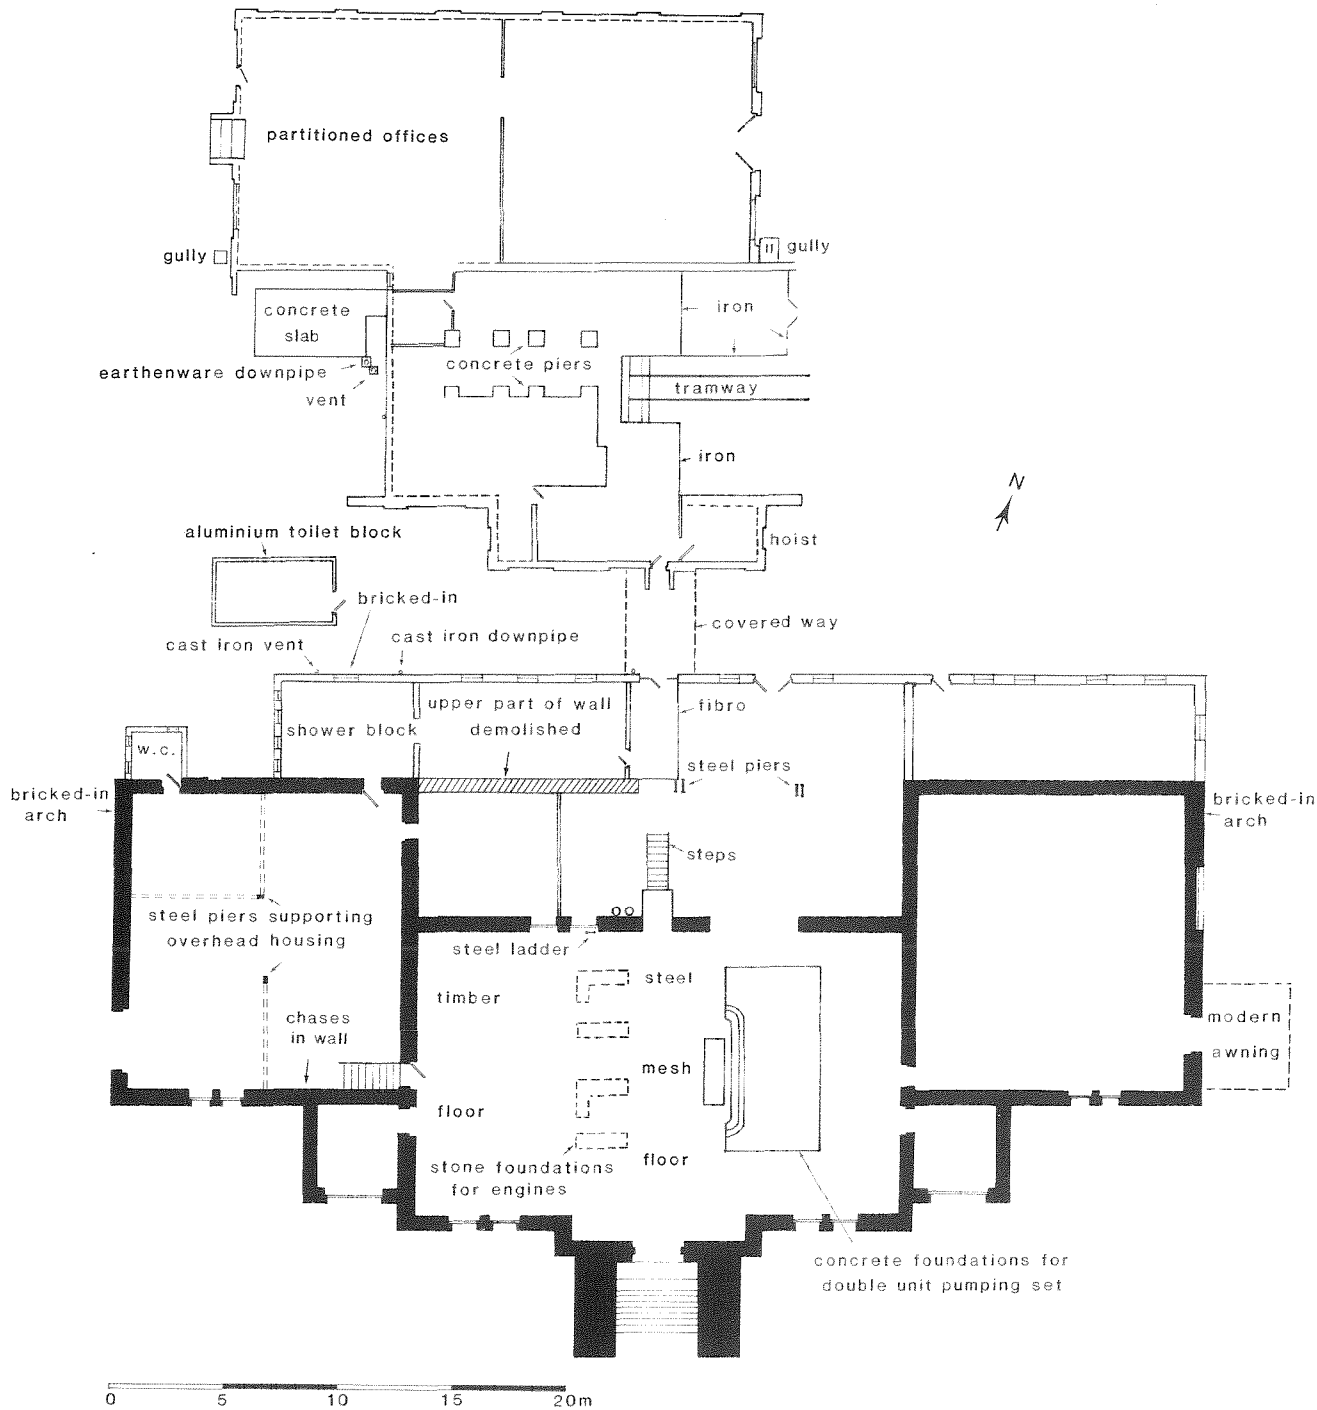 partitioned offices
gully
gully
concrete
slab
iron
concrete piers
earthenware downpipe
tramway
vent
iron
N
aluminium toilet block
hoist
bricked-in
covered way
cast iron downpipe
cast iron vent
upper part of wall
demolished
fibro
shower block
w.c.
steel piers
bricked-in
arch
bricked-in
arch
steps
steel piers supporting
overhead housing
steel ladder
steel
timber
chases
in wall
modern
awning
mesh
floor
floor
stone foundations
for engines
concrete foundations for
double unit pumping set
0 5 10 15 20m